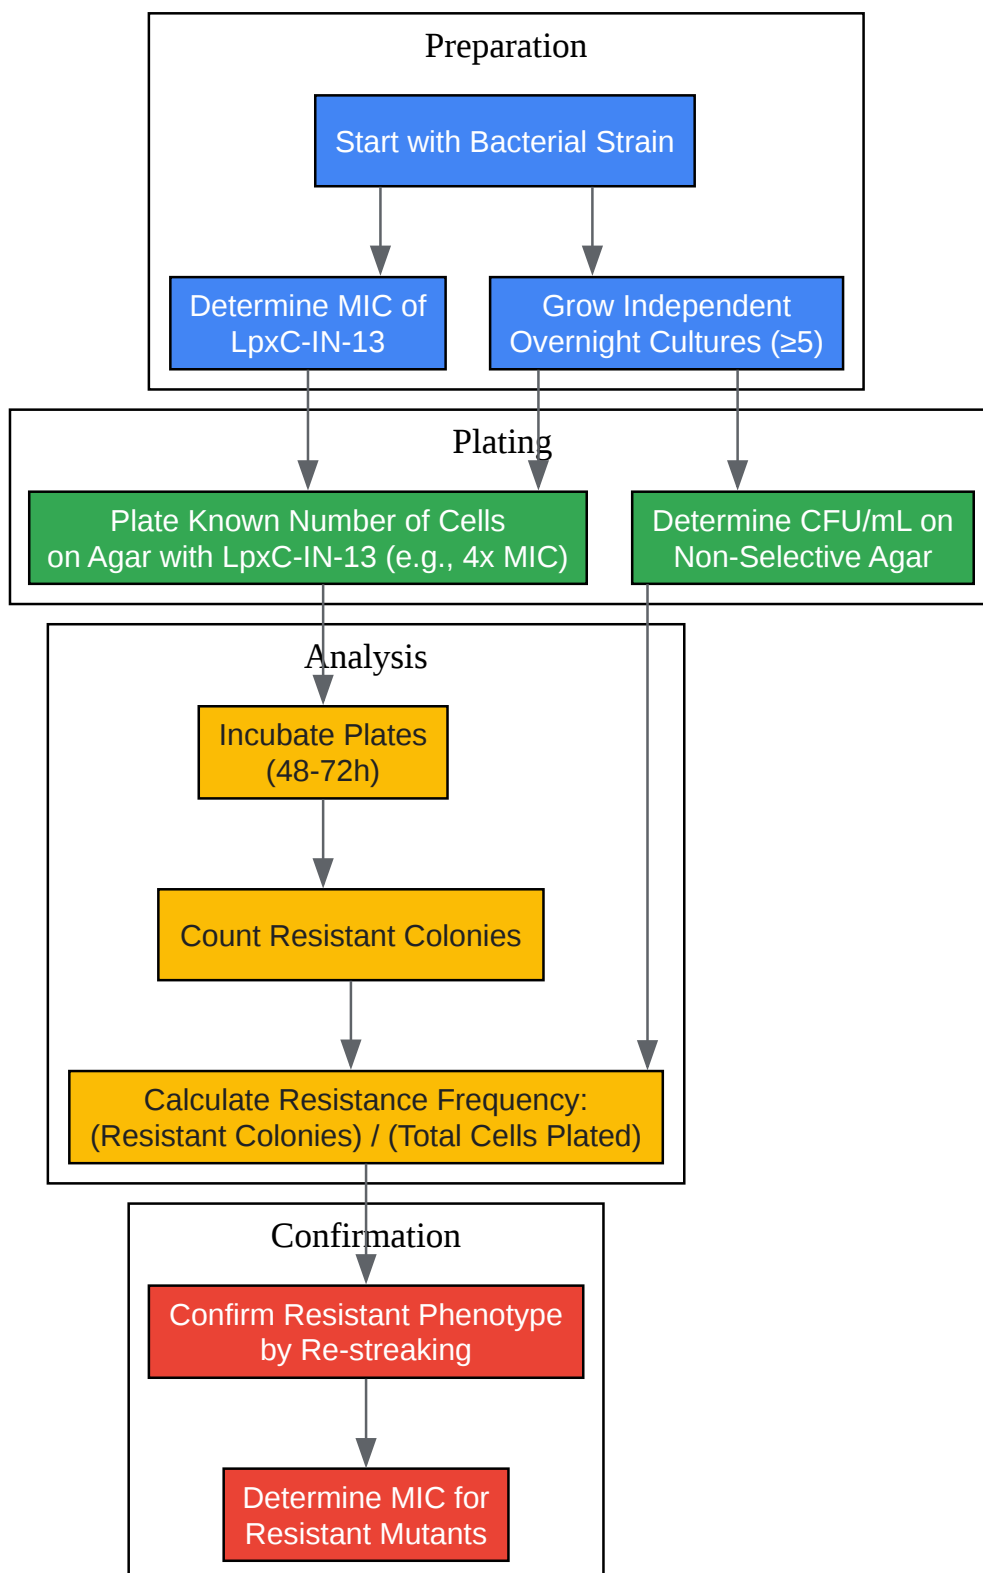 Preparation
Start with Bacterial Strain
Determine MIC of
LpxC-IN-13
Grow Independent
Overnight Cultures (≥5)
Plating
Plate Known Number of Cells
on Agar with LpxC-IN-13 (e.g., 4x MIC)
Determine CFU/mL on
Non-Selective Agar
Analysis
Incubate Plates
(48-72h)
Count Resistant Colonies
Calculate Resistance Frequency:
(Resistant Colonies) / (Total Cells Plated)
Confirmation
Confirm Resistant Phenotype
by Re-streaking
Determine MIC for
Resistant Mutants